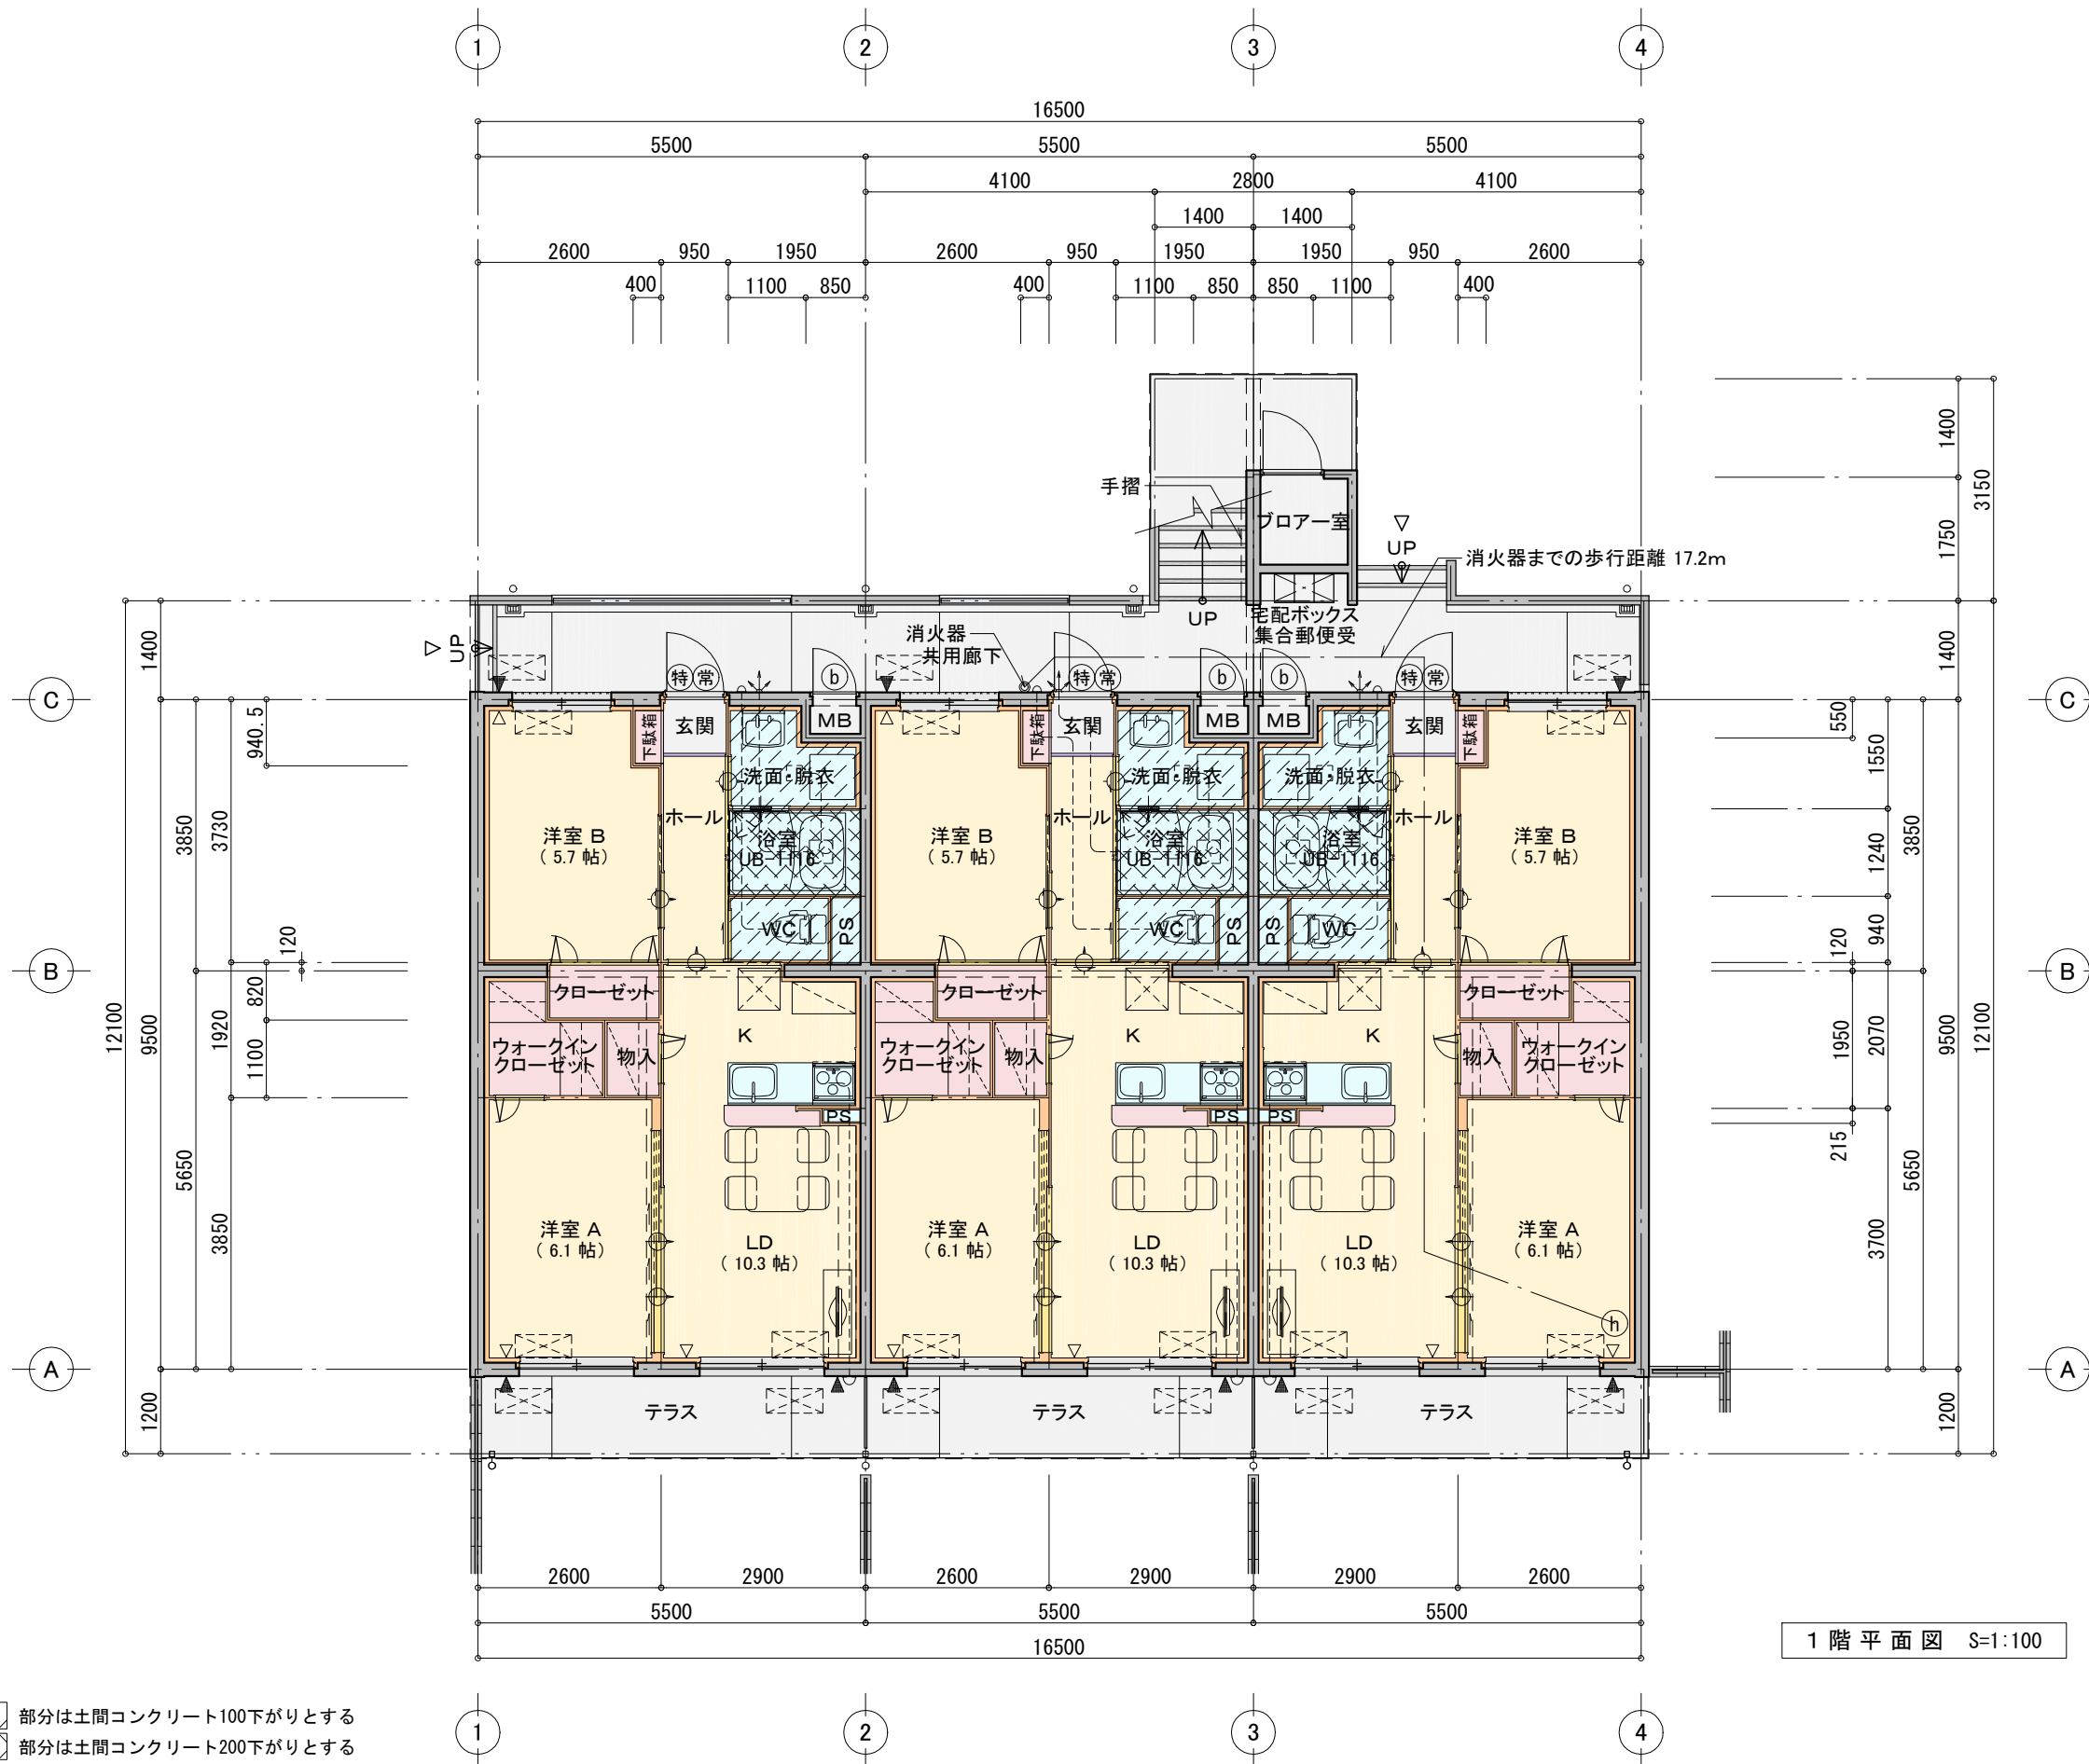 1 2 3 4
16500
5500 5500 5500
4100 2800 4100
1400 1400
2600 950 1950 2600 950 1950 1950 950 2600
400 1100 850 400 1100 850 850 1100 400
手摺
ブロアー室
UP
消火器までの歩行距離 17.2m
UP
宅配ボックス
集合郵便受
消火器
共用廊下
UP
特 常 b 特 常 b b 特 常
C C
下駄箱 玄関 MB 下駄箱 玄関 MB MB 玄関 下駄箱
洗面・脱衣 洗面・脱衣 洗面・脱衣
ホール ホール ホール
洋室 B 浴室 洋室 B 浴室 浴室 洋室 B
( 5.7 帖) UB-1116 ( 5.7 帖) UB-1116 UB-1116 ( 5.7 帖)
WC PS WC PS PS WC
B B
クローゼット クローゼット クローゼット
K K K
ウォークイン ウォークイン ウォークイン
クローゼット 物入 クローゼット 物入 物入 クローゼット
PS PS PS
洋室 A 洋室 A 洋室 A
( 6.1 帖) ( 6.1 帖) ( 6.1 帖)
LD LD LD
( 10.3 帖) ( 10.3 帖) ( 10.3 帖)
h
A A
テラス テラス テラス
12100
1400 9500 1200
3850 5650
3730 1920 3850
940.5 820 1100
120
1400 1750
3150
1400 9500 1200
12100
3850 5650
1550 1240 940 120 2070 3700
550 1950 215
2600 2900 2600 2900 2900 2600
5500 5500 5500
16500
1階平面図 S=1:100
部分は土間コンクリート100下がりとする
部分は土間コンクリート200下がりとする
1 2 3 4